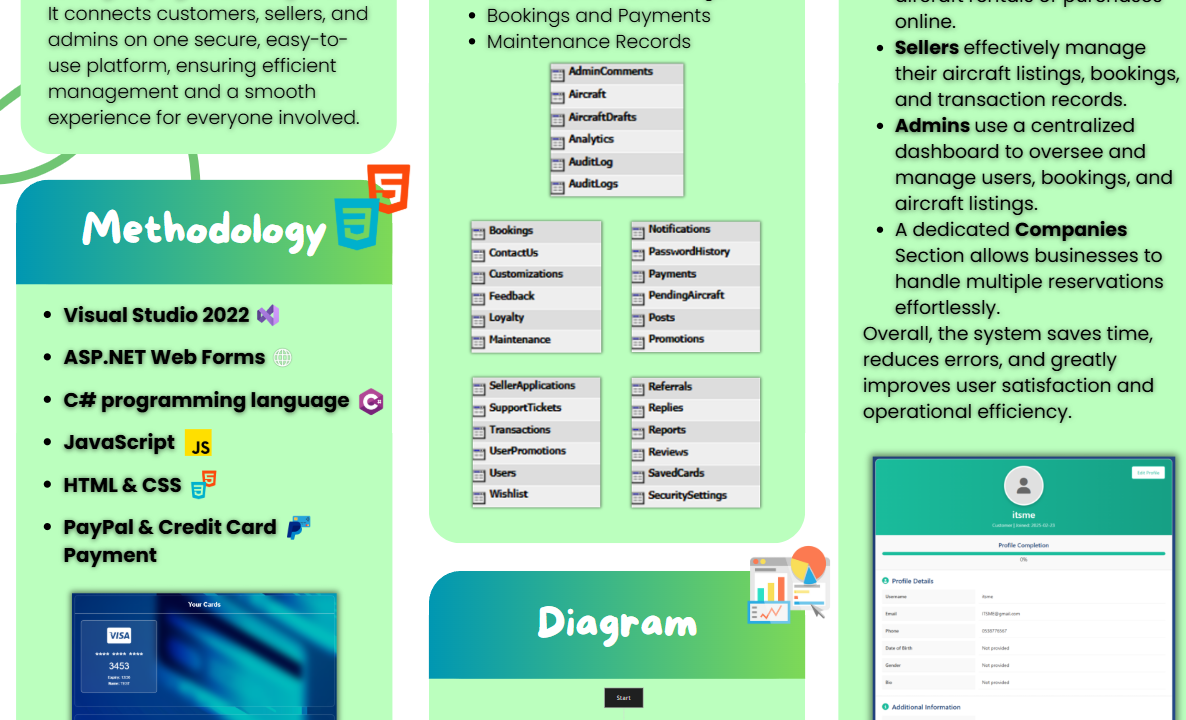 It connects customers, sellers, and
admins on one secure, easy-to-
use platform, ensuring efficient
management and a smooth
experience for everyone involved.
Methodology
Visual Studio 2022
ASP.NET Web Forms
C# programming language
JavaScript JS
HTML & CSS
PayPal & Credit Card
Payment
Your Cards
VISA
**** **** ****
3453
Bookings and Payments
Maintenance Records
AdminComments
Aircraft
AircraftDrafts
Analytics
AuditLog
AuditLogs
Bookings
ContactUs
Customizations
Feedback
Loyalty
Maintenance
Notifications
PasswordHistory
Payments
PendingAircraft
Posts
Promotions
SellerApplications
SupportTickets
Transactions
UserPromotions
Users
Wishlist
Referrals
Replies
Reports
Reviews
SavedCards
SecuritySettings
Diagram
Start
aircraft rentals or purchases
online.
Sellers effectively manage
their aircraft listings, bookings,
and transaction records.
Admins use a centralized
dashboard to oversee and
manage users, bookings, and
aircraft listings.
A dedicated Companies
Section allows businesses to
handle multiple reservations
effortlessly.
Overall, the system saves time,
reduces errors, and greatly
improves user satisfaction and
operational efficiency.
Edit Profile
itsme
Customer | Joined: 2025-02-25
Profile Completion
0%
Profile Details
Username itsme
Email ITSME@gmail.com
Phone 0538776567
Date of Birth Not provided
Gender Not provided
Bio Not provided
Additional Information